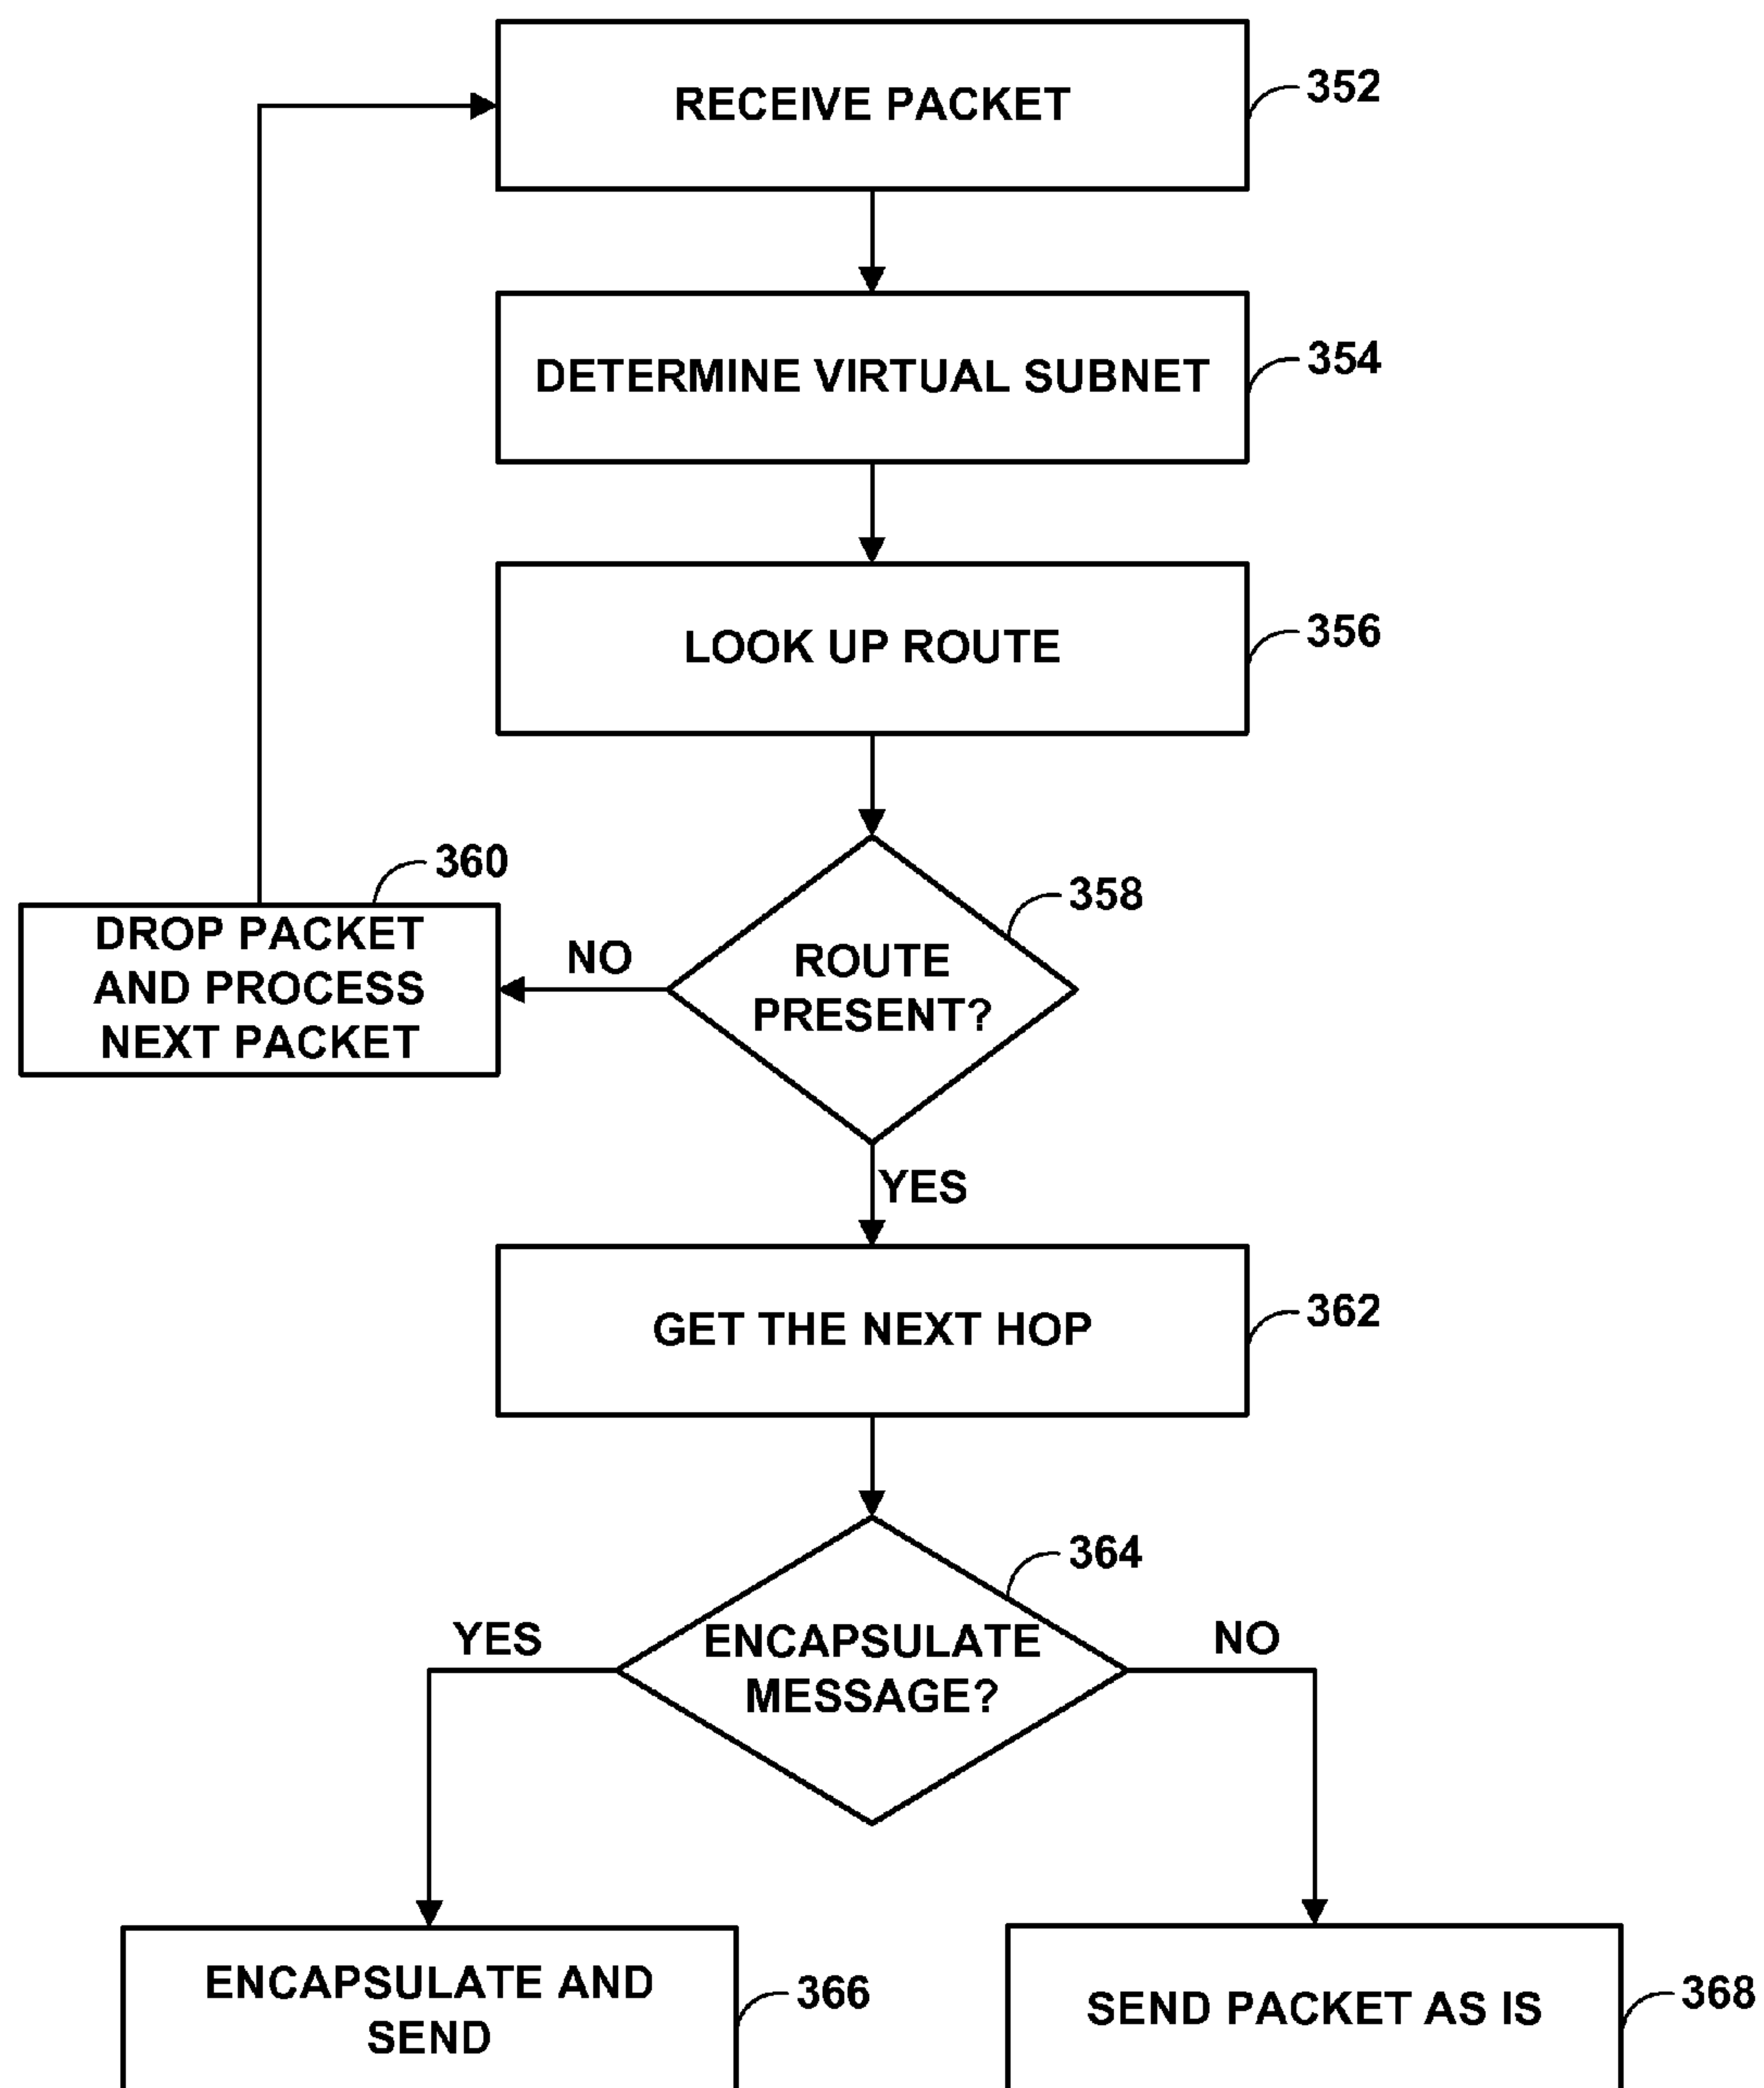 RECEIVE PACKET
352
DETERMINE VIRTUAL SUBNET
354
LOOK UP ROUTE
356
360
DROP PACKET
AND PROCESS
NEXT PACKET
NO
358
ROUTE
PRESENT?
YES
GET THE NEXT HOP
362
364
YES
ENCAPSULATE
MESSAGE?
NO
ENCAPSULATE AND
SEND
366
SEND PACKET AS IS
368